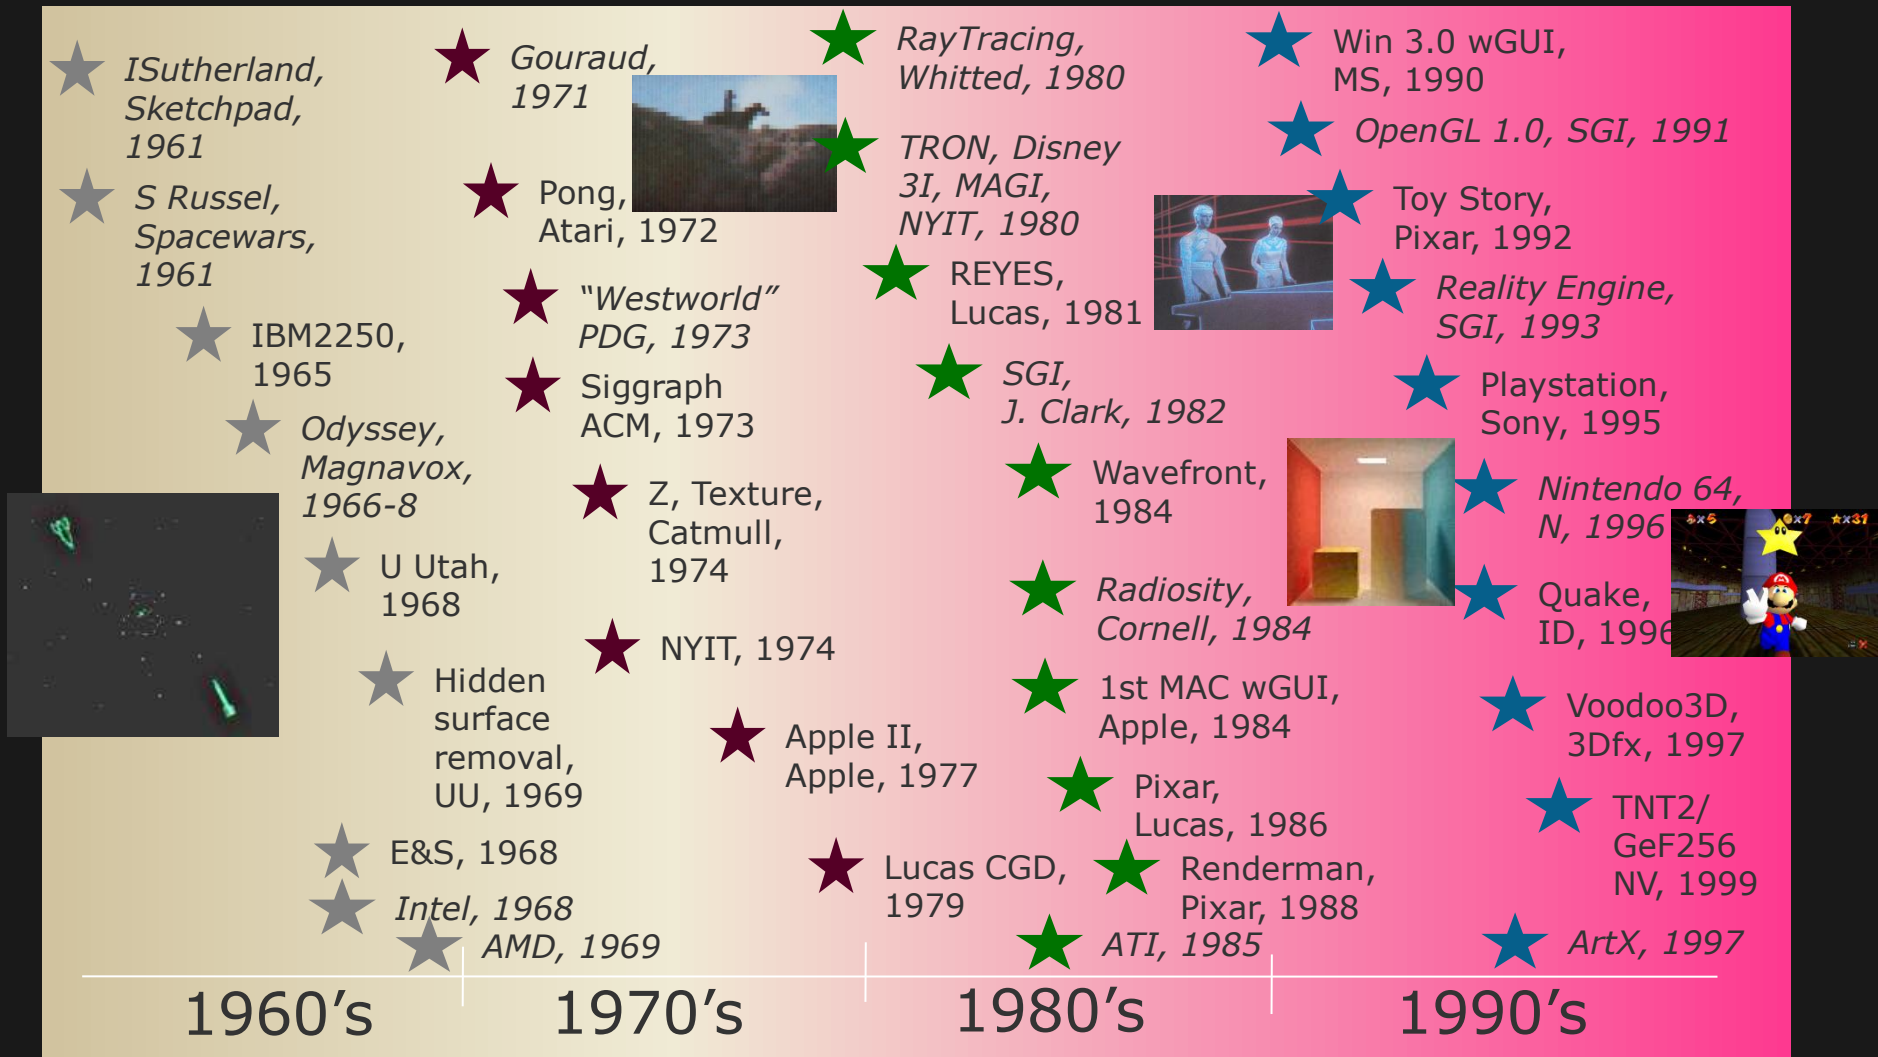 ISutherland,
Sketchpad,
1961
S Russel,
Spacewars,
1961
IBM2250,
1965
Odyssey,
Magnavox,
1966-8
U Utah,
1968
Hidden
surface
removal,
UU, 1969
E&S, 1968
Intel, 1968
AMD, 1969
Gouraud,
1971
Pong,
Atari, 1972
“Westworld”
PDG, 1973
Siggraph
ACM, 1973
Z, Texture,
Catmull,
1974
NYIT, 1974
Apple II,
Apple, 1977
Lucas CGD,
1979
RayTracing,
Whitted, 1980
TRON, Disney
3I, MAGI,
NYIT, 1980
REYES,
Lucas, 1981
SGI,
J. Clark, 1982
Wavefront,
1984
Radiosity,
Cornell, 1984
1st MAC wGUI,
Apple, 1984
Pixar,
Lucas, 1986
Renderman,
Pixar, 1988
ATI, 1985
Win 3.0 wGUI,
MS, 1990
OpenGL 1.0, SGI, 1991
Toy Story,
Pixar, 1992
Reality Engine,
SGI, 1993
Playstation,
Sony, 1995
Nintendo 64,
N, 1996
×5 ×7 ×31
Quake,
ID, 1996
Voodoo3D,
3Dfx, 1997
TNT2/
GeF256
NV, 1999
ArtX, 1997
1960’s
1970’s
1980’s
1990’s